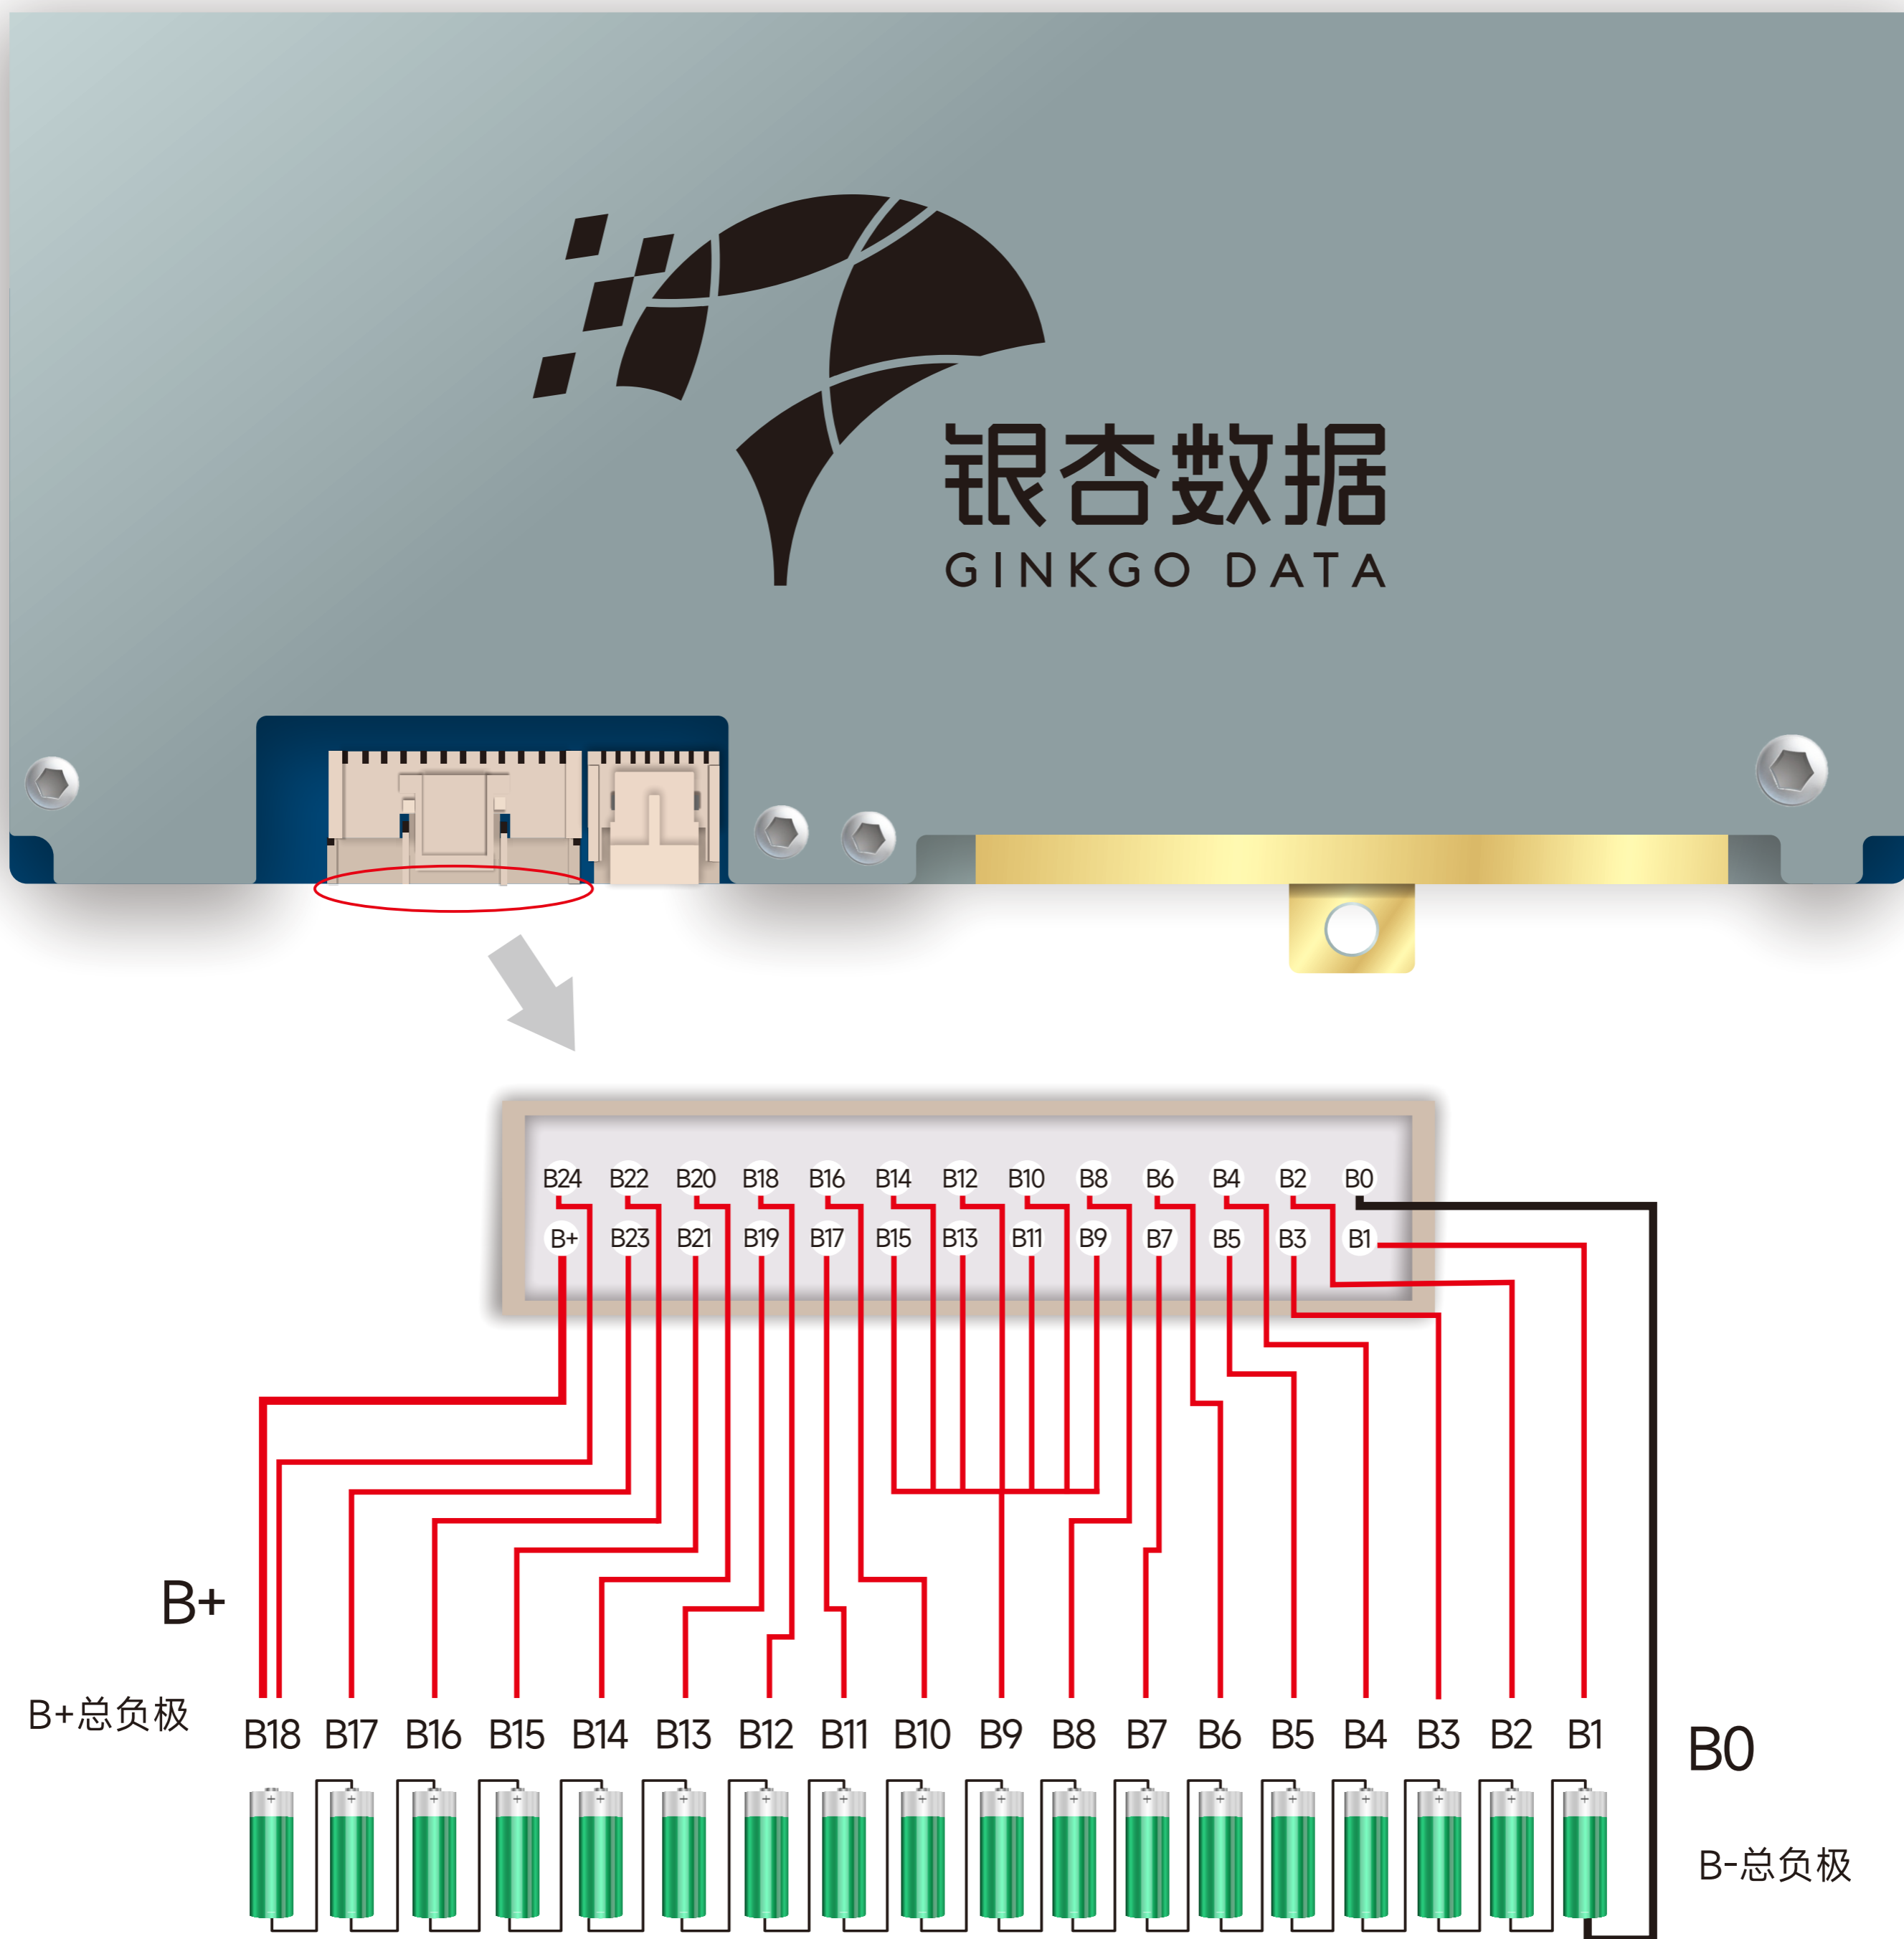 银杏数据
GINKGO DATA
B24 B22 B20 B18 B16 B14 B12 B10 B8 B6 B4 B2 B0
B+ B23 B21 B19 B17 B15 B13 B11 B9 B7 B5 B3 B1
B+
B+总负极
B18 B17 B16 B15 B14 B13 B12 B11 B10 B9 B8 B7 B6 B5 B4 B3 B2 B1
B0
B-总负极